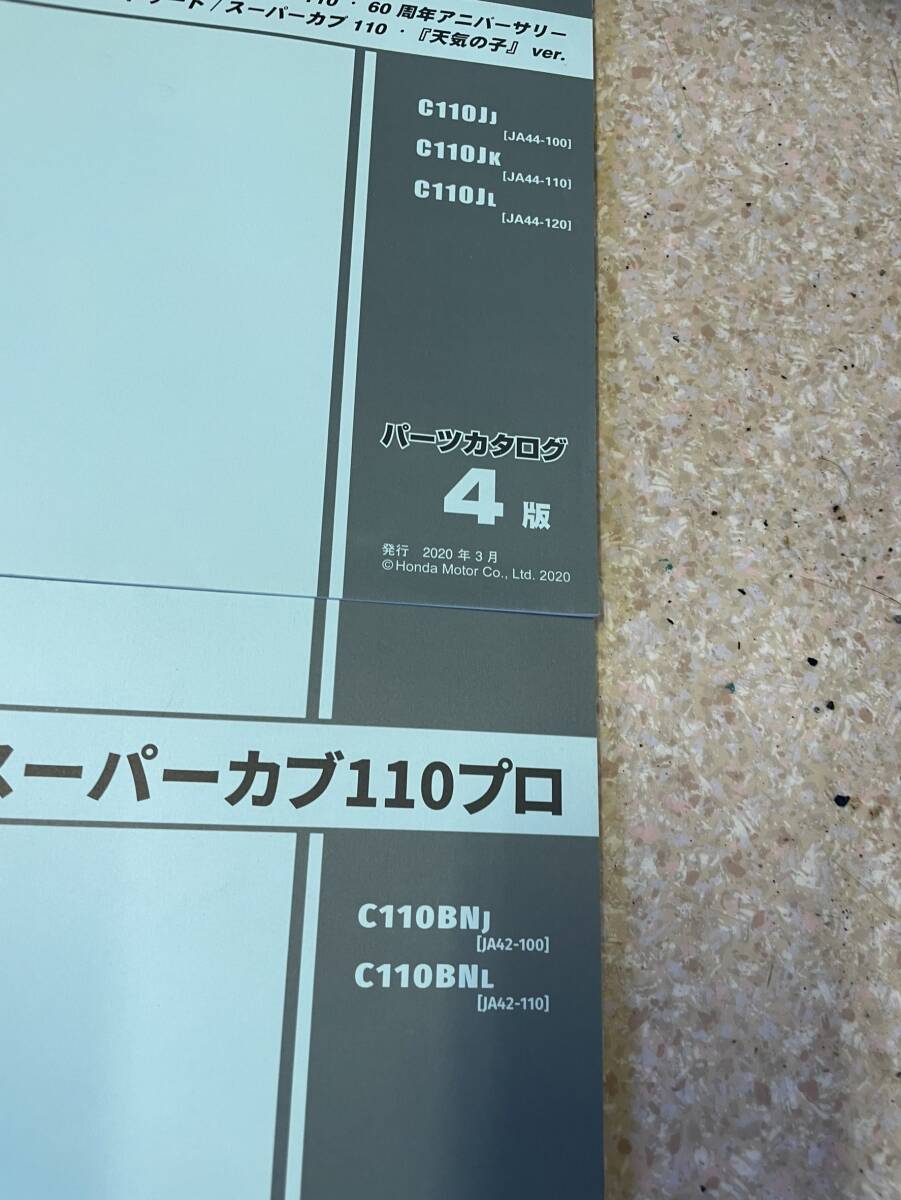 110・60 周年アニバーサリー
ート/スーパーカブ 110・『天気の子』ver.
C110JJ
[JA44-100]
C110JK
[JA44-110]
C110JL
[JA44-120]
パーツカタログ
4 版
発行 2020 年 3 月
©Honda Motor Co., Ltd. 2020
スーパーカブ110プロ
C110BNJ
[JA42-100]
C110BNL
[JA42-110]